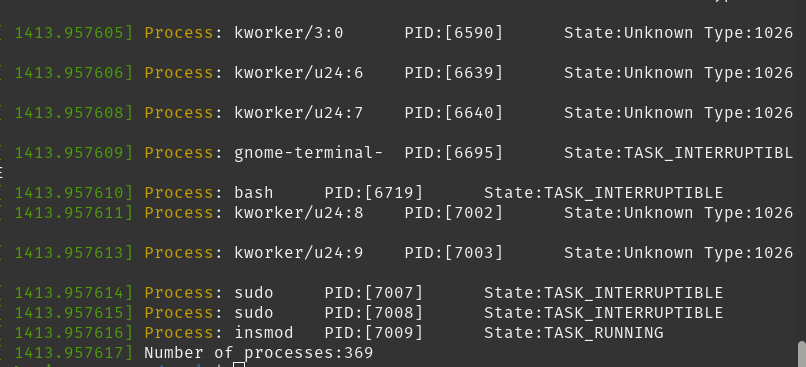 [ 1413.957605] Process: kworker/3:0      PID:[6590]      State:Unknown Type:1026
[ 1413.957606] Process: kworker/u24:6    PID:[6639]      State:Unknown Type:1026
[ 1413.957608] Process: kworker/u24:7    PID:[6640]      State:Unknown Type:1026
[ 1413.957609] Process: gnome-terminal-  PID:[6695]      State:TASK_INTERRUPTIBL
E
[ 1413.957610] Process: bash     PID:[6719]      State:TASK_INTERRUPTIBLE
[ 1413.957611] Process: kworker/u24:8    PID:[7002]      State:Unknown Type:1026
[ 1413.957613] Process: kworker/u24:9    PID:[7003]      State:Unknown Type:1026
[ 1413.957614] Process: sudo     PID:[7007]      State:TASK_INTERRUPTIBLE
[ 1413.957615] Process: sudo     PID:[7008]      State:TASK_INTERRUPTIBLE
[ 1413.957616] Process: insmod   PID:[7009]      State:TASK_RUNNING
[ 1413.957617] Number of processes:369